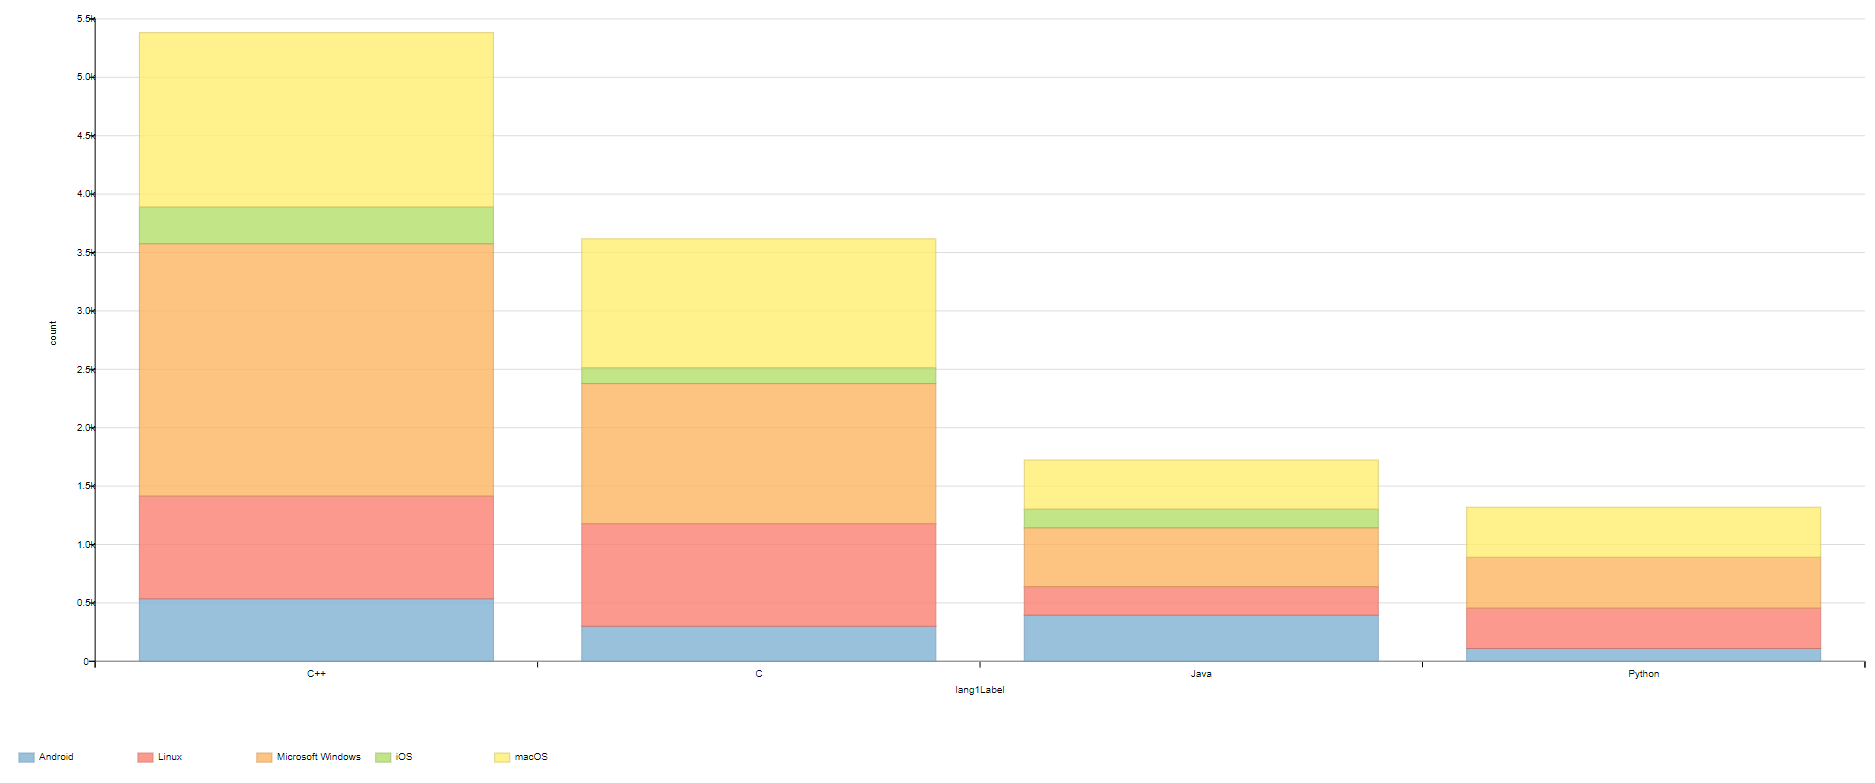 5.5k
5.0k
4.5k
4.0k
3.5k
3.0k
count
2.5k
2.0k
1.5k
1.0k
0.5k
0
C++ C Java Python
lang1Label
Android Linux Microsoft Windows iOS macOS